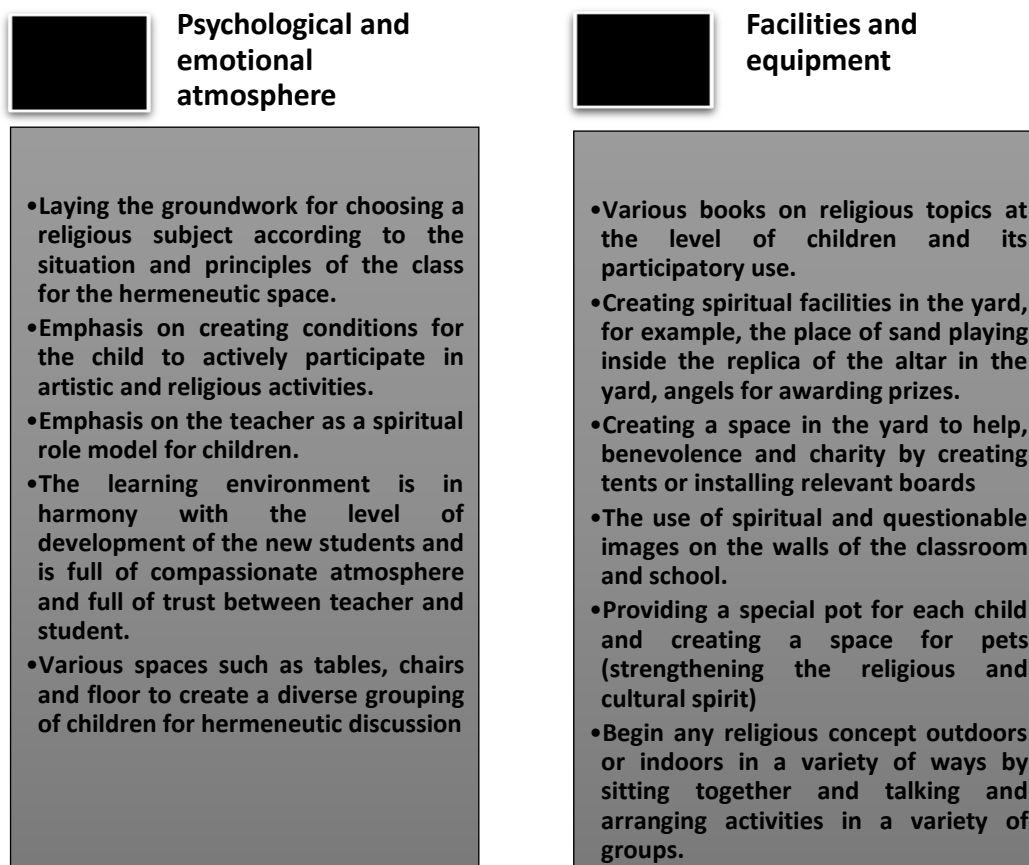 Psychological and
emotional
atmosphere
•Laying the groundwork for choosing a
religious subject according to the
situation and principles of the class
for the hermeneutic space.
•Emphasis on creating conditions for
the child to actively participate in
artistic and religious activities.
•Emphasis on the teacher as a spiritual
role model for children.
•The learning environment is in
harmony with the level of
development of the new students and
is full of compassionate atmosphere
and full of trust between teacher and
student.
•Various spaces such as tables, chairs
and floor to create a diverse grouping
of children for hermeneutic discussion
Facilities and
equipment
•Various books on religious topics at
the level of children and its
participatory use.
•Creating spiritual facilities in the yard,
for example, the place of sand playing
inside the replica of the altar in the
yard, angels for awarding prizes.
•Creating a space in the yard to help,
benevolence and charity by creating
tents or installing relevant boards
•The use of spiritual and questionable
images on the walls of the classroom
and school.
•Providing a special pot for each child
and creating a space for pets
(strengthening the religious and
cultural spirit)
•Begin any religious concept outdoors
or indoors in a variety of ways by
sitting together and talking and
arranging activities in a variety of
groups.